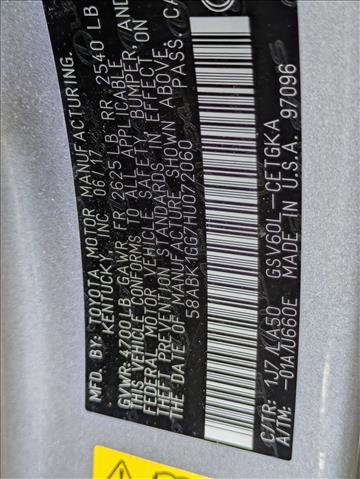 MFD. BY: TOYOTA MOTOR MANUFACTURING.
KENTUCKY, INC. 06/17
GVWR 4700 LB GAWR FR 2625 LB RR 2540 LB
THIS VEHICLE CONFORMS TO ALL APPLICABLE
FEDERAL MOTOR VEHICLE SAFETY BUMPER, AND
THEFT PREVENTION STANDARDS IN EFFECT
ON THE DATE OF MANUFACTURE SHOWN ABOVE.
58ABK1GG7HU072060 PASS. CA
C/TR: 1J7 /LA50 GSV60L-CETGKA
A/TM: -01A/U660E MADE IN U.S.A. 97096